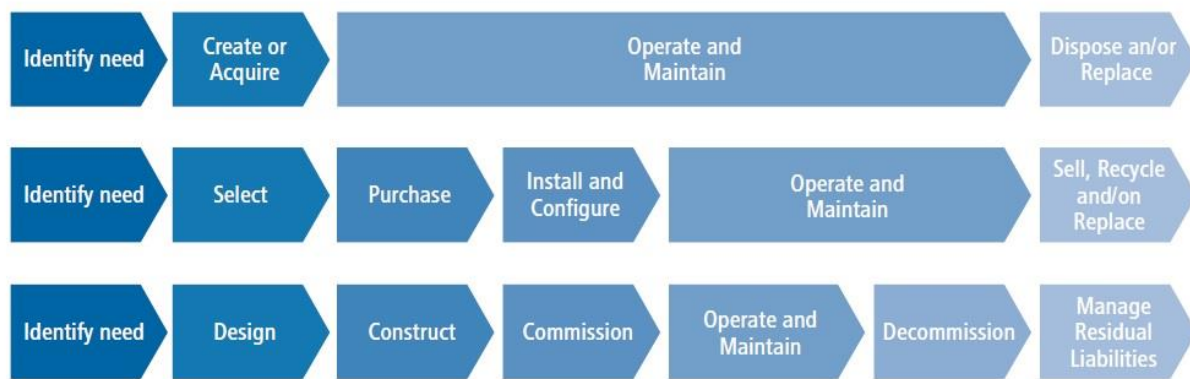 Identify need
Create or
Acquire
Operate and
Maintain
Dispose an/or
Replace
Identify need
Select
Purchase
Install and
Configure
Operate and
Maintain
Sell, Recycle
and/on
Replace
Identify need
Design
Construct
Commission
Operate and
Maintain
Decommission
Manage
Residual
Liabilities